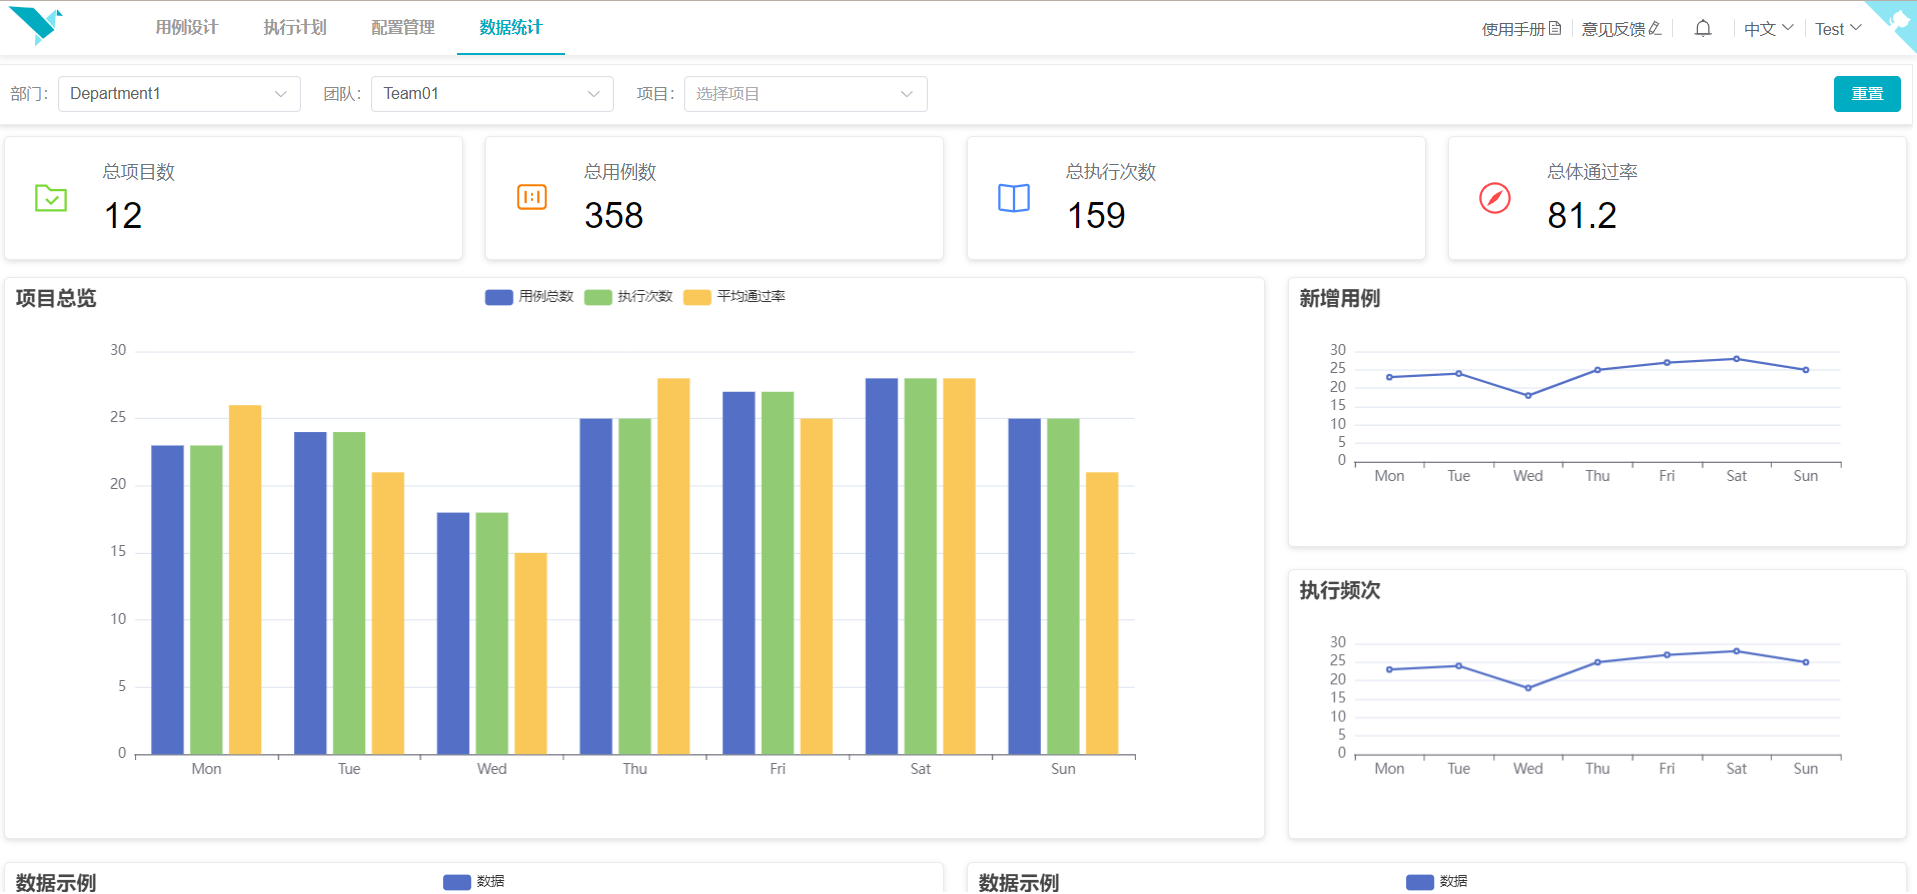 用例设计 执行计划 配置管理 数据统计 使用手册 意见反馈 中文 Test
部门: Department1 团队: Team01 项目: 选择项目 重置
总项目数 总用例数 总执行次数 总体通过率
12 358 159 81.2
项目总览 用例总数 执行次数 平均通过率
30
25
20
15
10
5
0
Mon Tue Wed Thu Fri Sat Sun
新增用例
30
25
20
15
10
5
0
Mon Tue Wed Thu Fri Sat Sun
执行频次
30
25
20
15
10
5
0
Mon Tue Wed Thu Fri Sat Sun
数据示例 数据 数据示例 数据